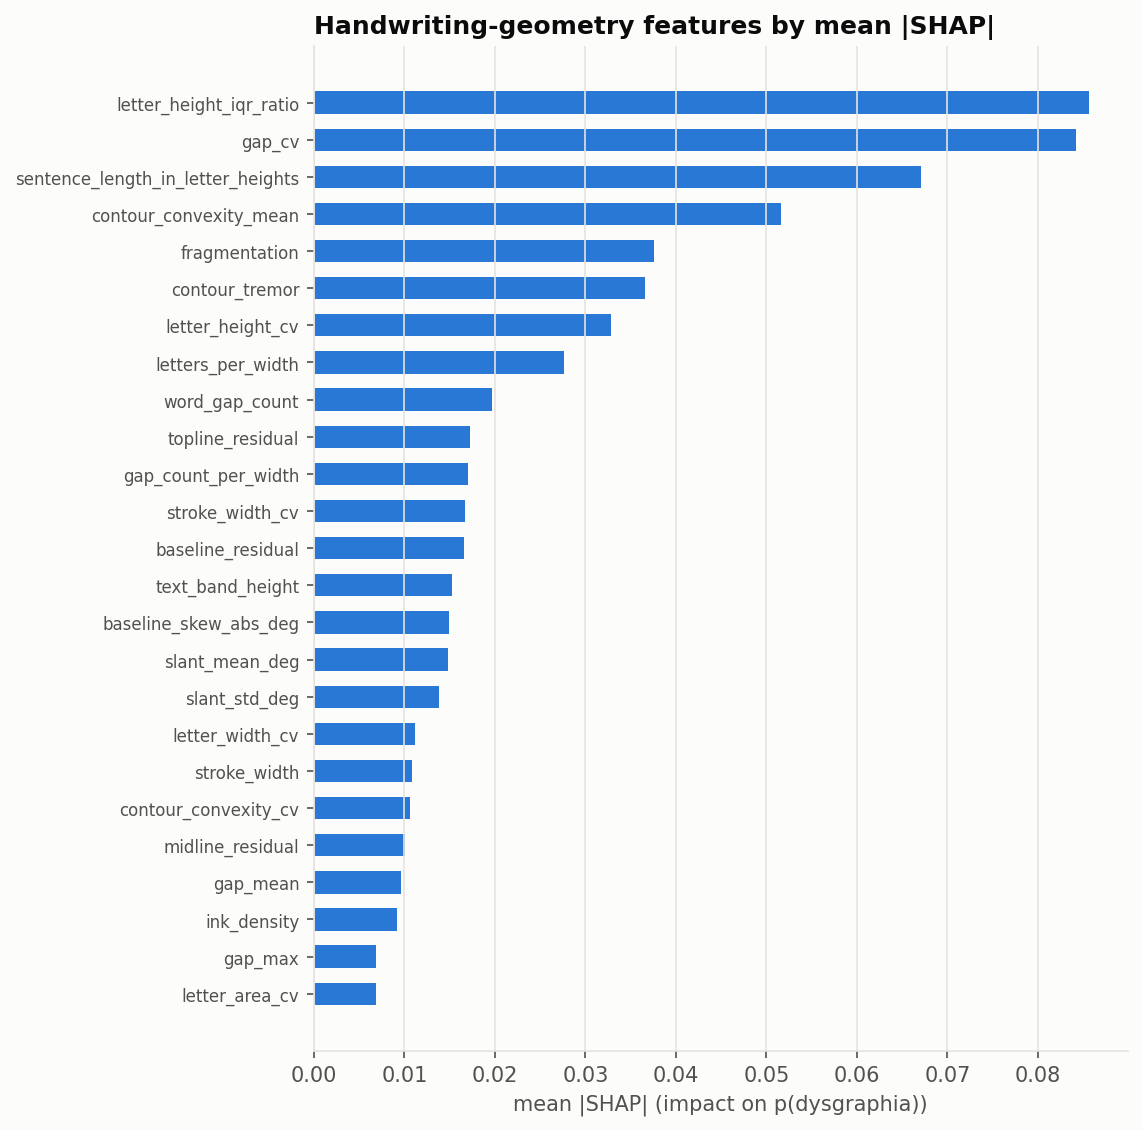 Handwriting-geometry features by mean |SHAP|
letter_height_iqr_ratio
gap_cv
sentence_length_in_letter_heights
contour_convexity_mean
fragmentation
contour_tremor
letter_height_cv
letters_per_width
word_gap_count
topline_residual
gap_count_per_width
stroke_width_cv
baseline_residual
text_band_height
baseline_skew_abs_deg
slant_mean_deg
slant_std_deg
letter_width_cv
stroke_width
contour_convexity_cv
midline_residual
gap_mean
ink_density
gap_max
letter_area_cv
0.00 0.01 0.02 0.03 0.04 0.05 0.06 0.07 0.08
mean |SHAP| (impact on p(dysgraphia))